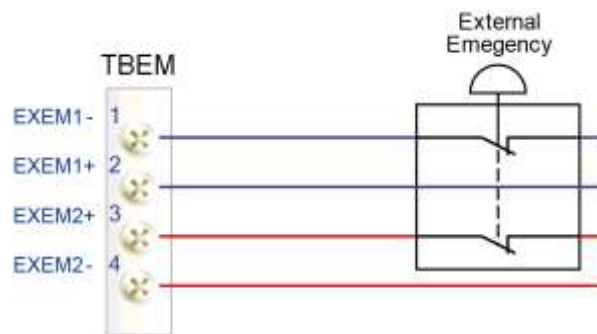 External
Emegency
TBEM
EXEM1- 1
EXEM1+ 2
EXEM2+ 3
EXEM2- 4